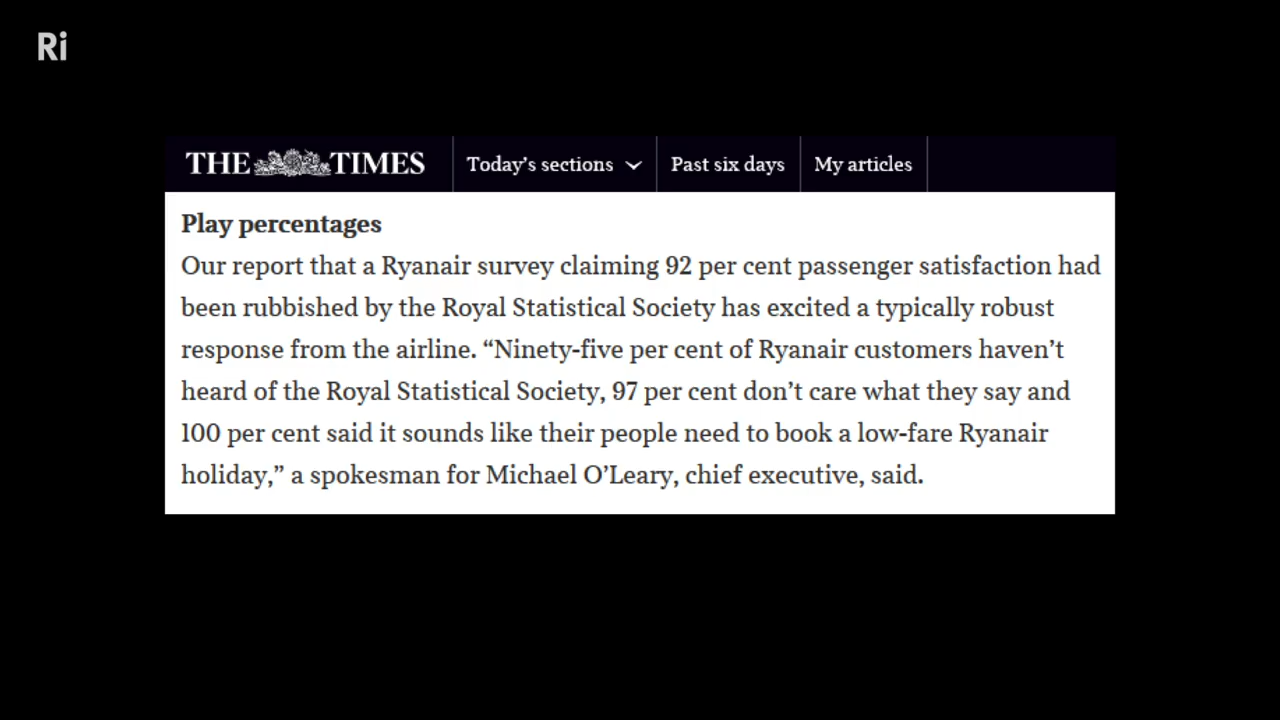 Ri
THE TIMES
Today’s sections
Past six days
My articles
Play percentages
Our report that a Ryanair survey claiming 92 per cent passenger satisfaction had
been rubbished by the Royal Statistical Society has excited a typically robust
response from the airline. “Ninety-five per cent of Ryanair customers haven’t
heard of the Royal Statistical Society, 97 per cent don’t care what they say and
100 per cent said it sounds like their people need to book a low-fare Ryanair
holiday,” a spokesman for Michael O’Leary, chief executive, said.